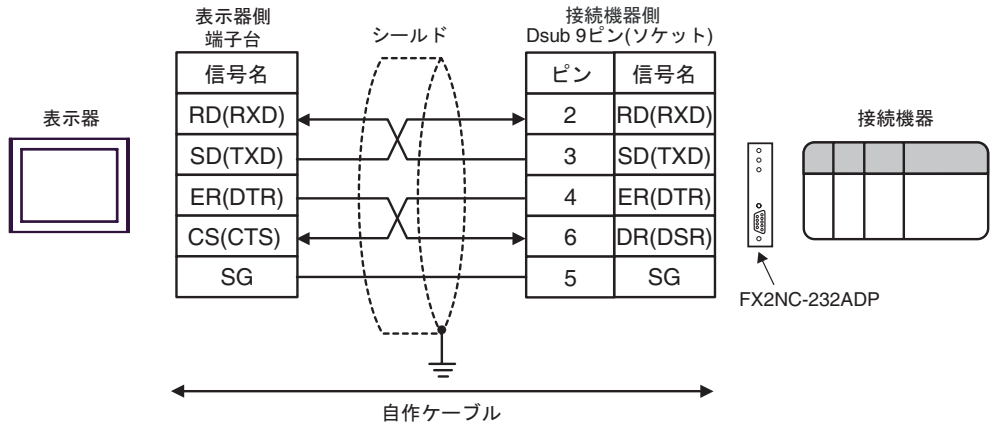 表示器側
端子台
シールド
接続機器側
Dsub 9ピン(ソケット)
信号名
ピン 信号名
RD(RXD) 2 RD(RXD)
SD(TXD) 3 SD(TXD)
ER(DTR) 4 ER(DTR)
CS(CTS) 6 DR(DSR)
SG 5 SG
表示器
接続機器
FX2NC-232ADP
自作ケーブル